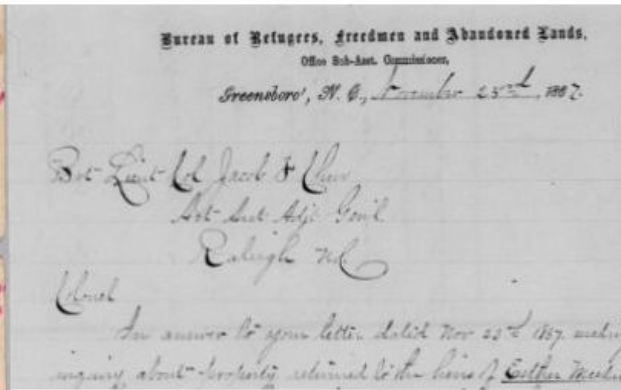 Bureau of Refugees, Freedmen and Abandoned Lands,
Office Sub-Asst. Commissioner,
Greensboro', N. C., November 23rd, 1867.
Bvt Lieut Col Jacob F Chur
Act Asst Adjt Genl
Raleigh NC
Colonel
In answer to your letter dated Nov 22nd 1867. making
inquiry about property returned to the heirs of Esther